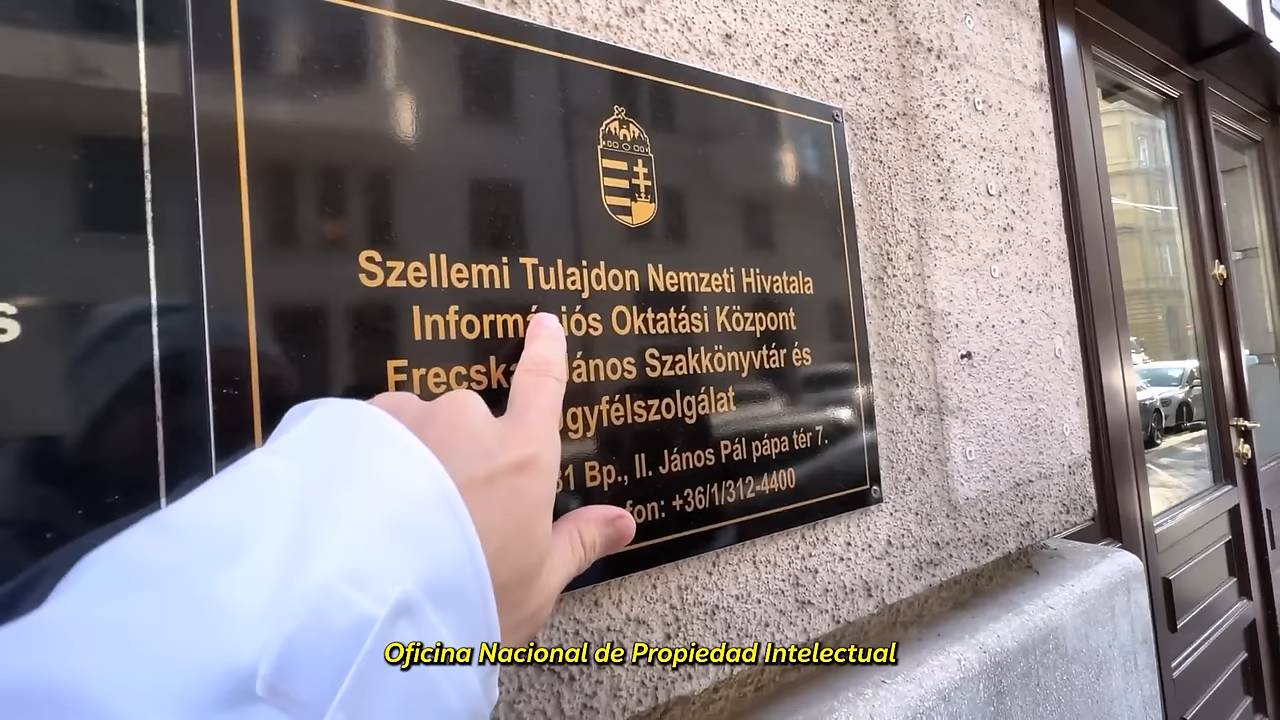 s
Szellemi Tulajdon Nemzeti Hivatala
Információs Oktatási Központ
János Szakkönyvtár és
Ügyfélszolgálat
Bp., II. János Pál pápa tér 7.
+36/1/312-4400
Oficina Nacional de Propiedad Intelectual